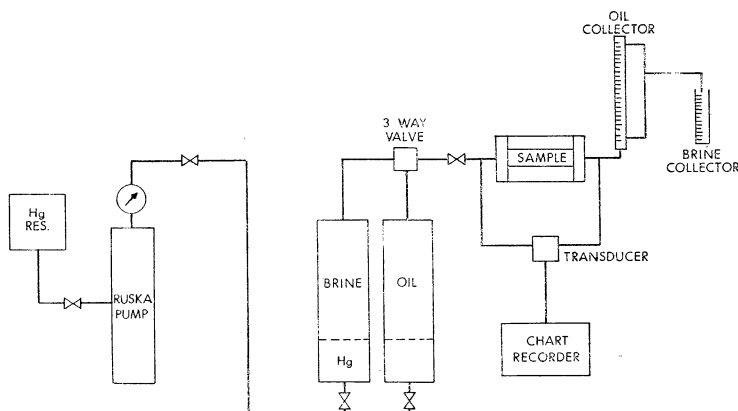 OIL
COLLECTOR
3 WAY
VALVE
SAMPLE
BRINE
COLLECTOR
Hg
RES.
TRANSDUCER
RUSKA
PUMP
BRINE
OIL
Hg
CHART
RECORDER